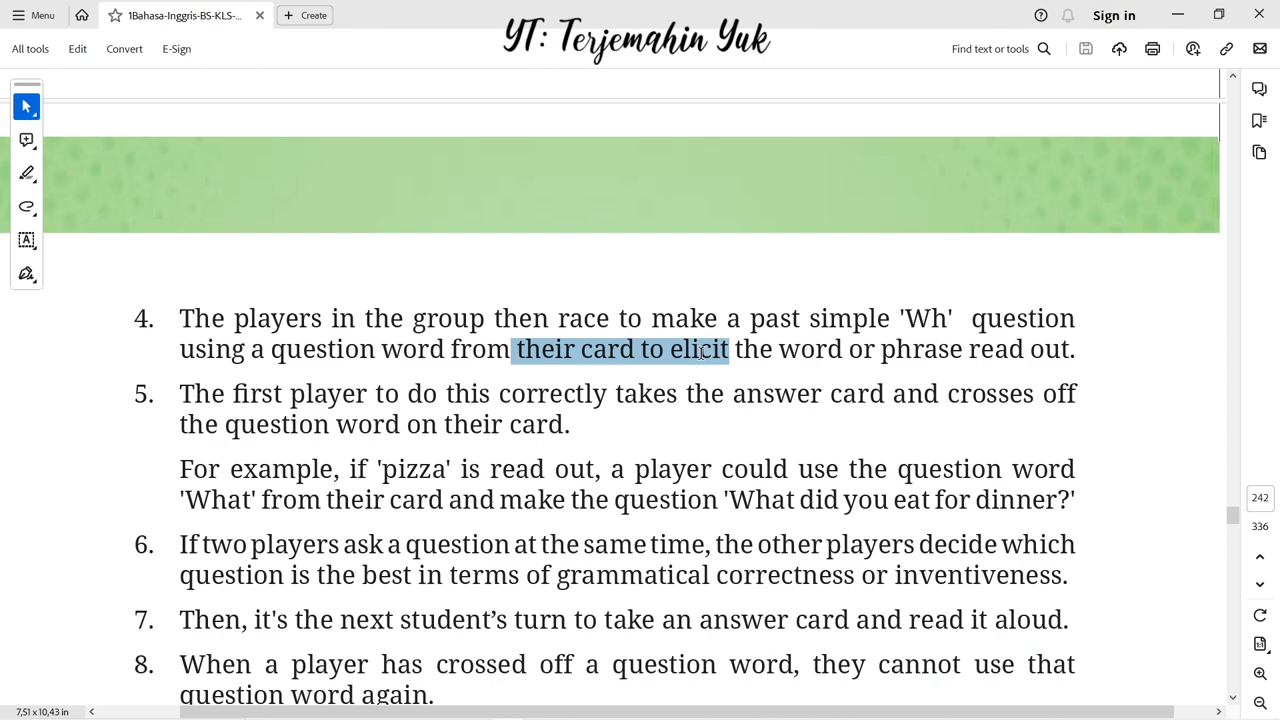 Menu
1Bahasa-Inggris-BS-KLS-...
Create
YT: Terjemahin Yuk
Sign in
All tools
Edit
Convert
E-Sign
Find text or tools
4. The players in the group then race to make a past simple 'Wh' question
using a question word from their card to elicit the word or phrase read out.
5. The first player to do this correctly takes the answer card and crosses off
the question word on their card.
For example, if 'pizza' is read out, a player could use the question word
'What' from their card and make the question 'What did you eat for dinner?'
6. If two players ask a question at the same time, the other players decide which
question is the best in terms of grammatical correctness or inventiveness.
7. Then, it's the next student’s turn to take an answer card and read it aloud.
8. When a player has crossed off a question word, they cannot use that
question word again.
242
336
7,51 x 10,43 in